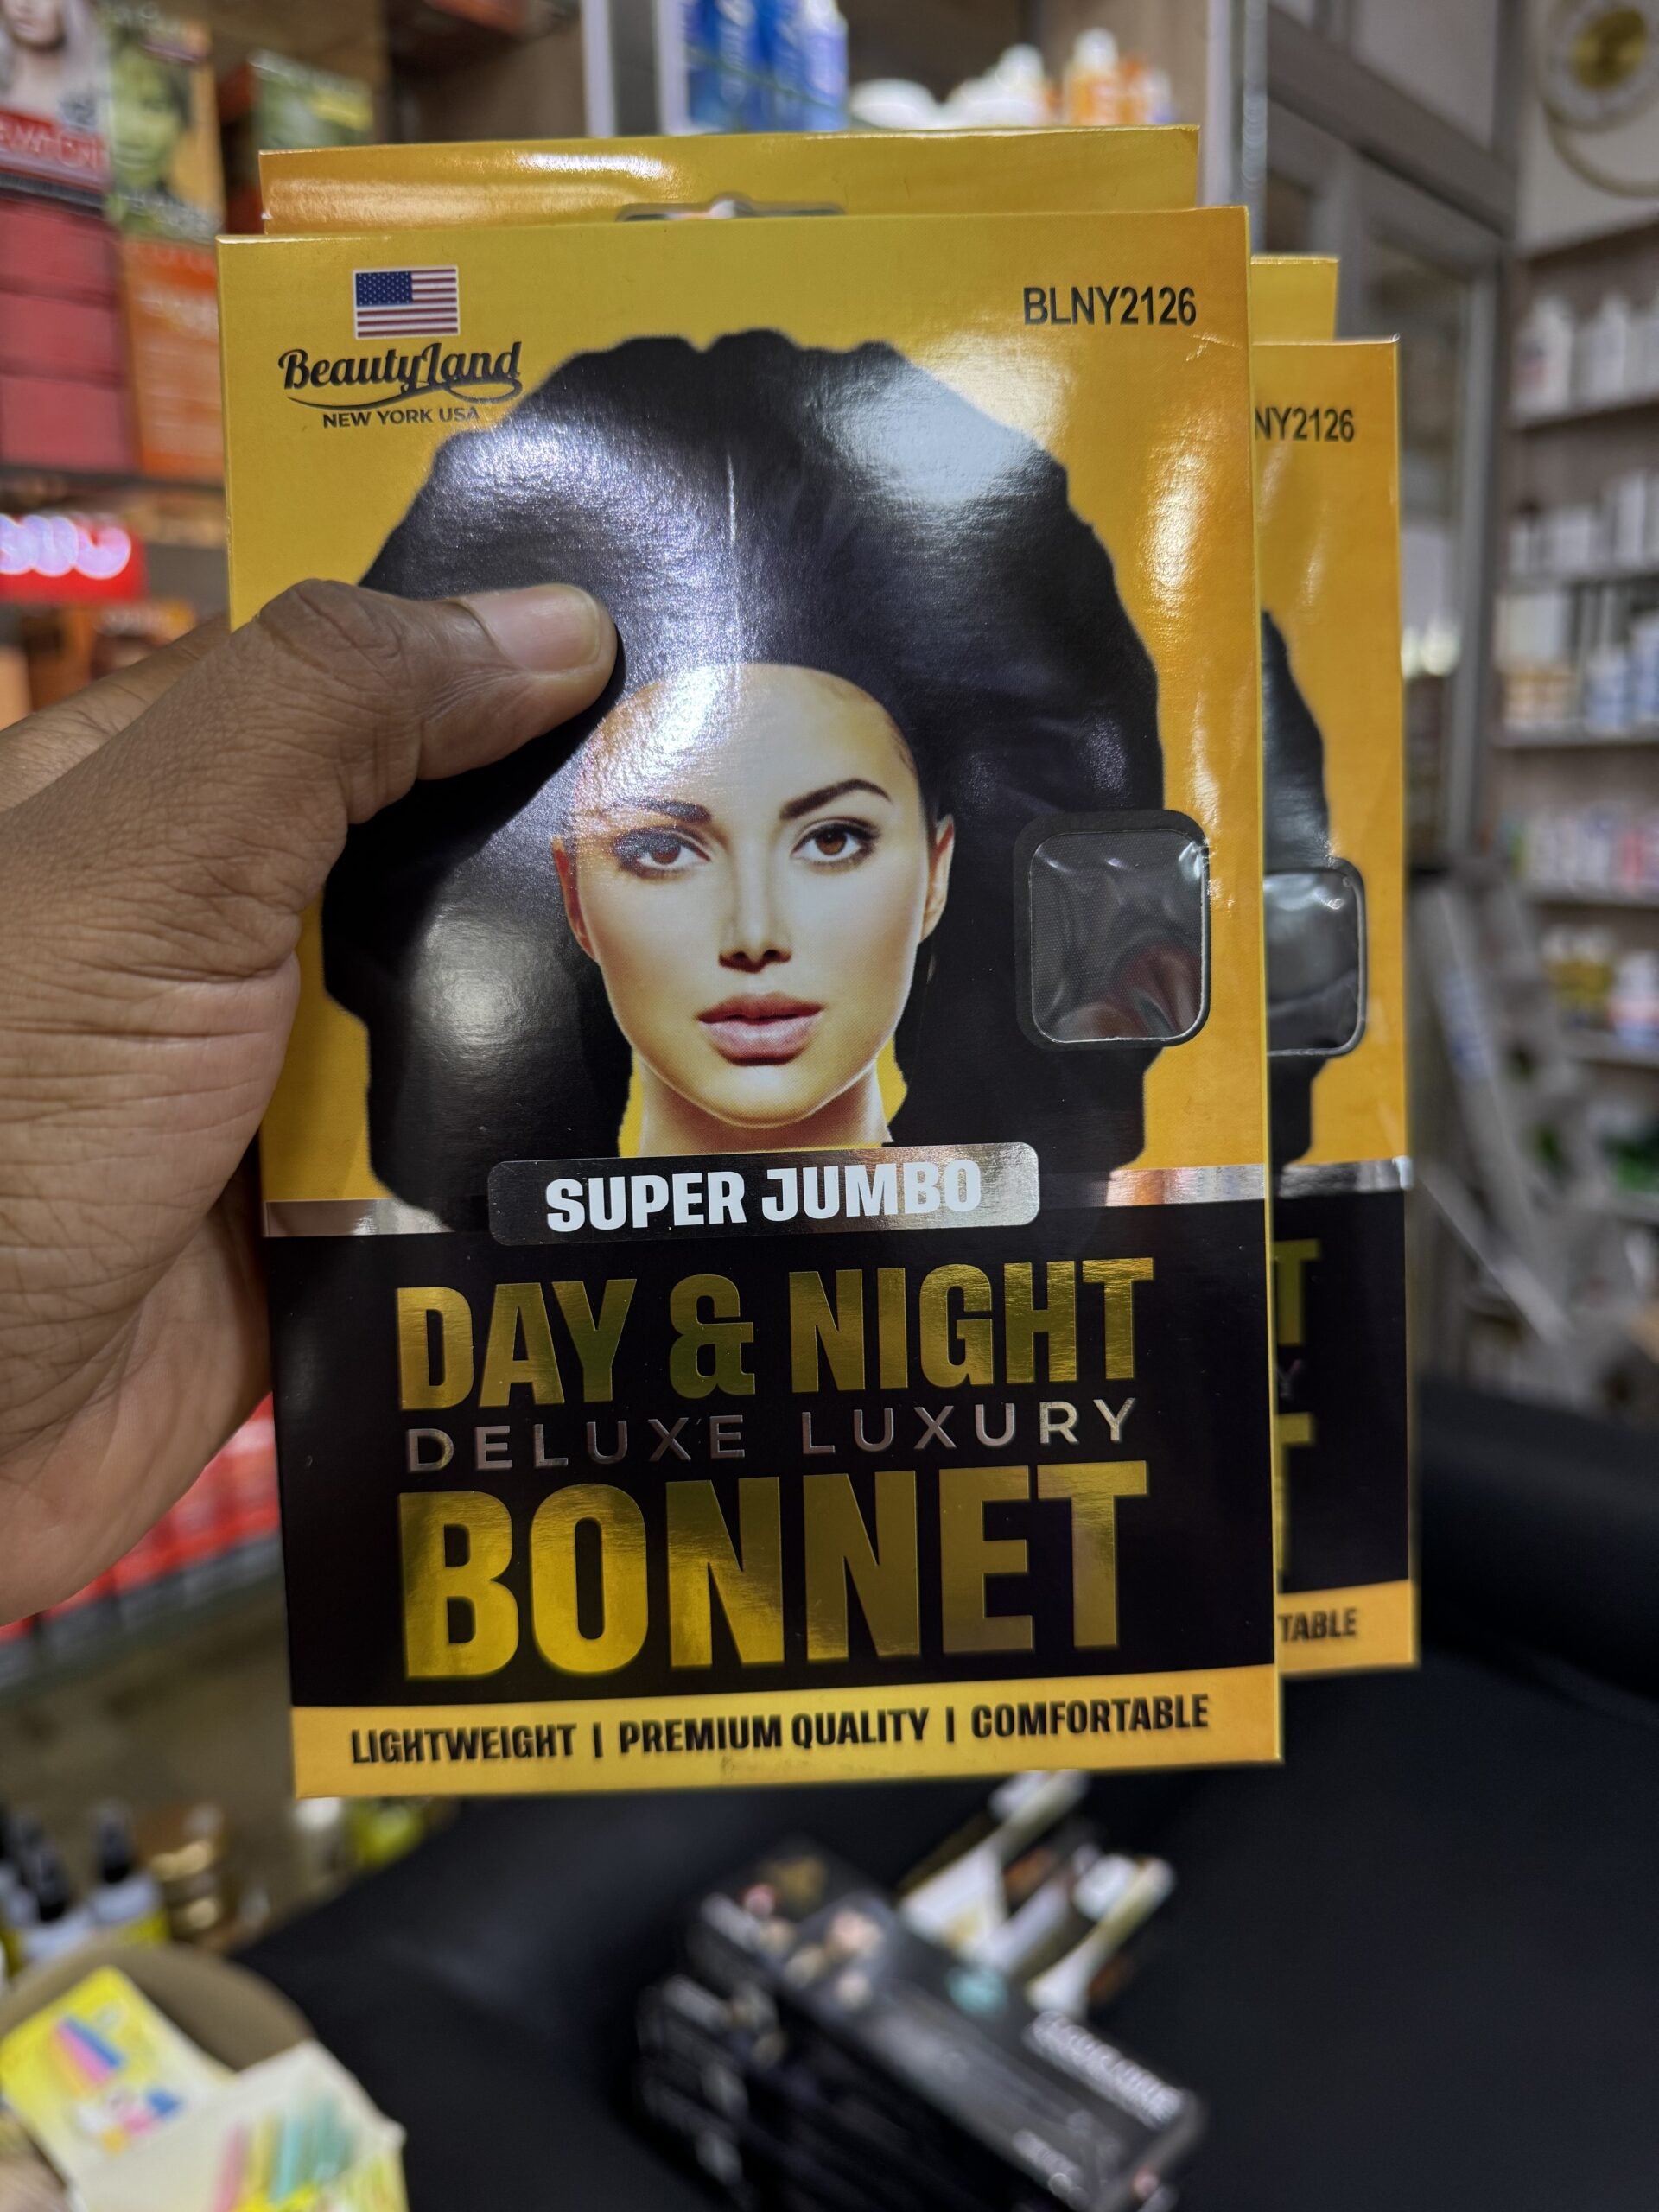 BeautyLand
NEW YORK USA
BLNY2126
SUPER JUMBO
DAY & NIGHT
DELUXE LUXURY
BONNET
LIGHTWEIGHT | PREMIUM QUALITY | COMFORTABLE
NY2126
T
Y
T
TABLE